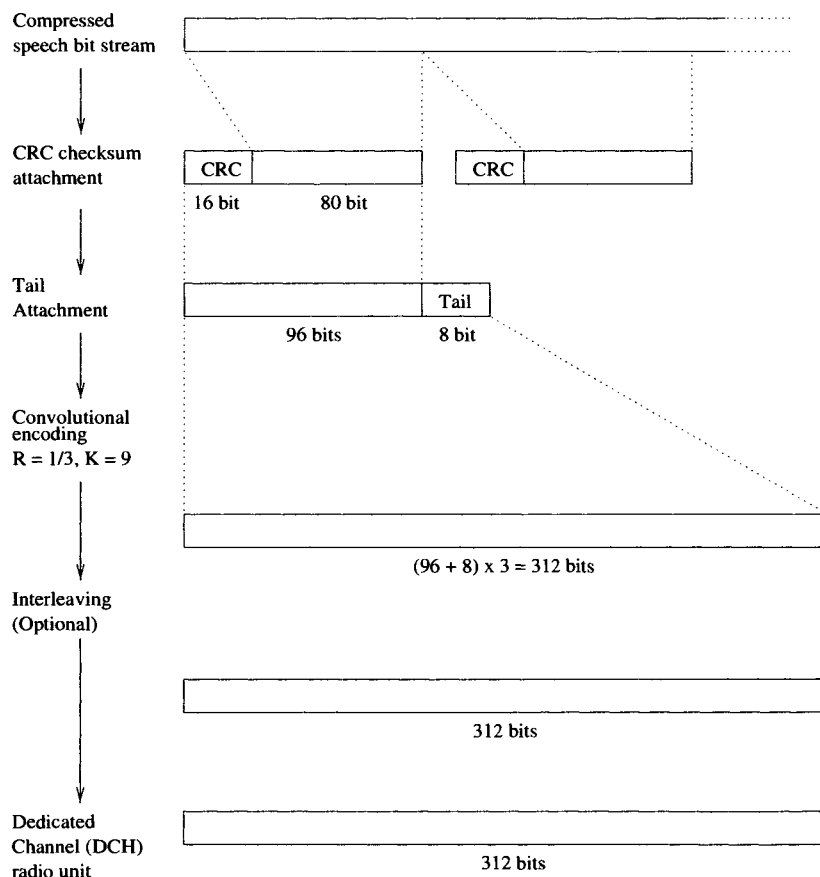 Compressed
speech bit stream
CRC checksum
attachment
CRC
CRC
16 bit
80 bit
Tail
Attachment
Tail
96 bits
8 bit
Convolutional
encoding
R = 1/3, K = 9
(96 + 8) x 3 = 312 bits
Interleaving
(Optional)
312 bits
Dedicated
Channel (DCH)
radio unit
312 bits